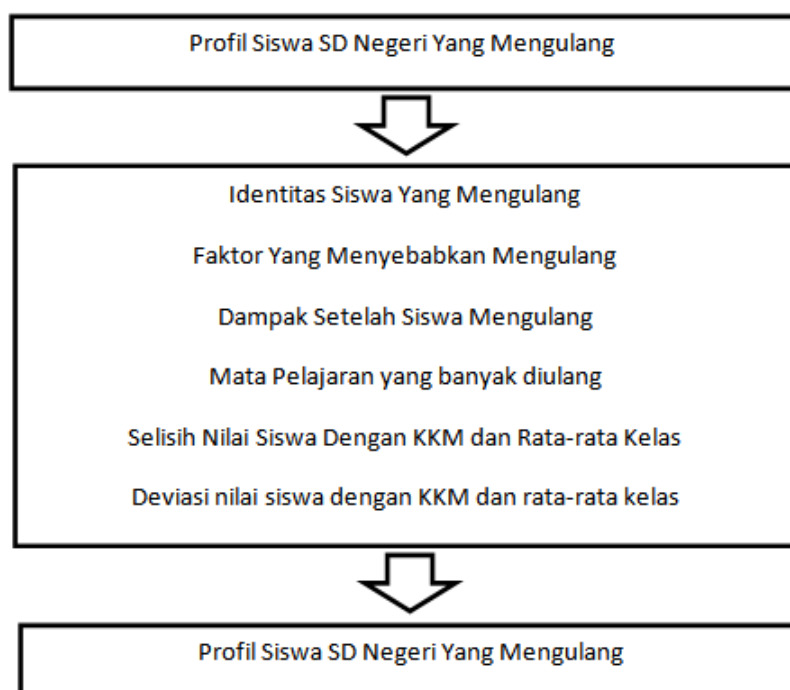 Profil Siswa SD Negeri Yang Mengulang
Identitas Siswa Yang Mengulang
Faktor Yang Menyebabkan Mengulang
Dampak Setelah Siswa Mengulang
Mata Pelajaran yang banyak diulang
Selisih Nilai Siswa Dengan KKM dan Rata-rata Kelas
Deviasi nilai siswa dengan KKM dan rata-rata kelas
Profil Siswa SD Negeri Yang Mengulang